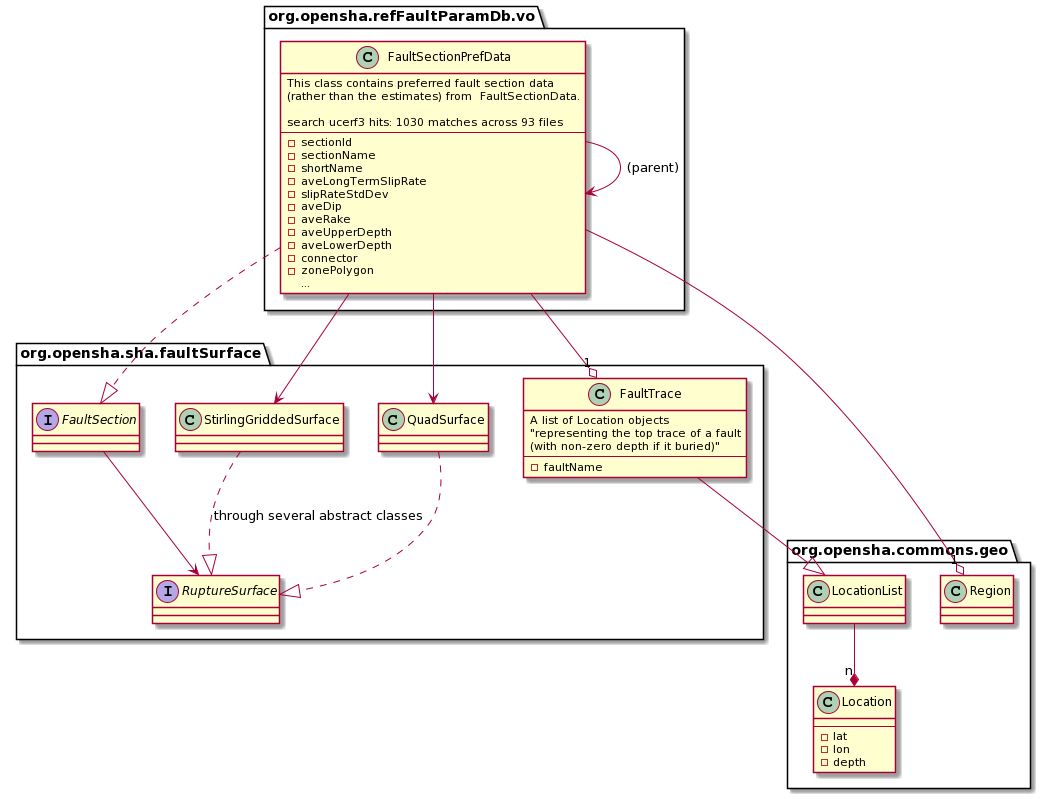 org.opensha.refFaultParamDb.vo
C FaultSectionPrefData
This class contains preferred fault section data
(rather than the estimates) from  FaultSectionData.
search ucerf3 hits: 1030 matches across 93 files
sectionId
sectionName
shortName
aveLongTermSlipRate
slipRateStdDev
aveDip
aveRake
aveUpperDepth
aveLowerDepth
connector
zonePolygon
...
(parent)
org.opensha.sha.faultSurface
I FaultSection
C StirlingGriddedSurface
C QuadSurface
1
C FaultTrace
A list of Location objects
"representing the top trace of a fault
(with non-zero depth if it buried)"
faultName
through several abstract classes
I RuptureSurface
org.opensha.commons.geo
1
C LocationList
C Region
n
C Location
lat
lon
depth